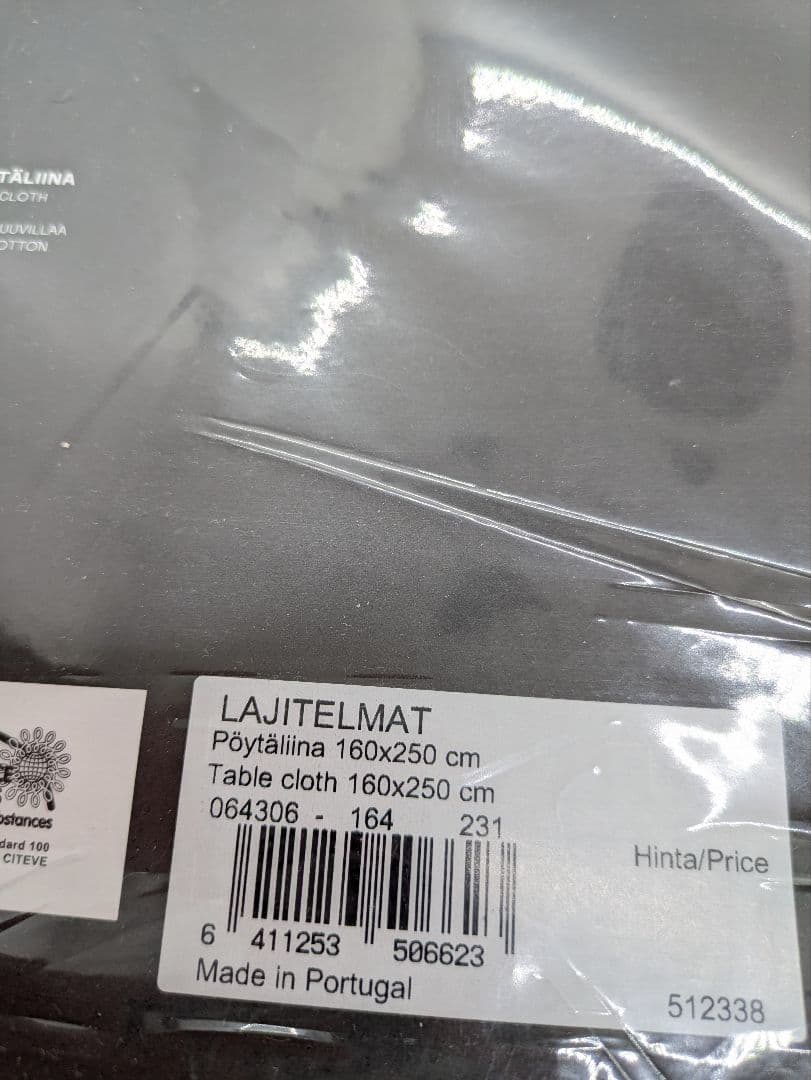 TÄLIINA
CLOTH
UUVILLAA
OTTON
LAJITELMAT
Pöytäliina 160x250 cm
Table cloth 160x250 cm
064306 - 164 231
Hinta/Price
6 411253 506623
Made in Portugal
512338
CE
bstances
dard 100
CITEVE